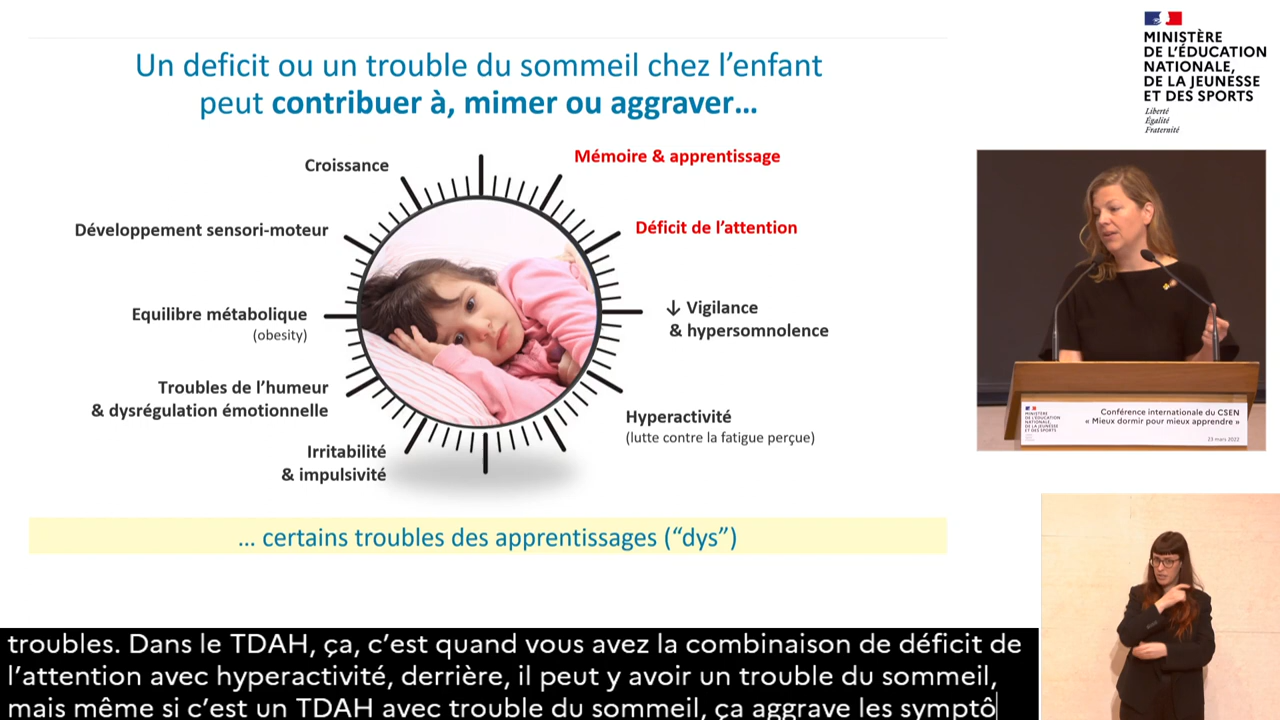 Un deficit ou un trouble du sommeil chez l’enfant
peut contribuer à, mimer ou aggraver…
Croissance
Mémoire & apprentissage
Développement sensori-moteur
Déficit de l’attention
Equilibre métabolique
(obesity)
↓ Vigilance
& hypersomnolence
Troubles de l’humeur
& dysrégulation émotionnelle
Hyperactivité
(lutte contre la fatigue perçue)
Irritabilité
& impulsivité
… certains troubles des apprentissages (“dys”)
MINISTÈRE
DE L’ÉDUCATION
NATIONALE,
DE LA JEUNESSE
ET DES SPORTS
Liberté
Égalité
Fraternité
MINISTÈRE
DE L’ÉDUCATION
NATIONALE,
DE LA JEUNESSE
ET DES SPORTS
Conférence internationale du CSEN
« Mieux dormir pour mieux apprendre »
23 mars 2022
troubles. Dans le TDAH, ça, c’est quand vous avez la combinaison de déficit de
l’attention avec hyperactivité, derrière, il peut y avoir un trouble du sommeil,
mais même si c’est un TDAH avec trouble du sommeil, ça aggrave les symptô